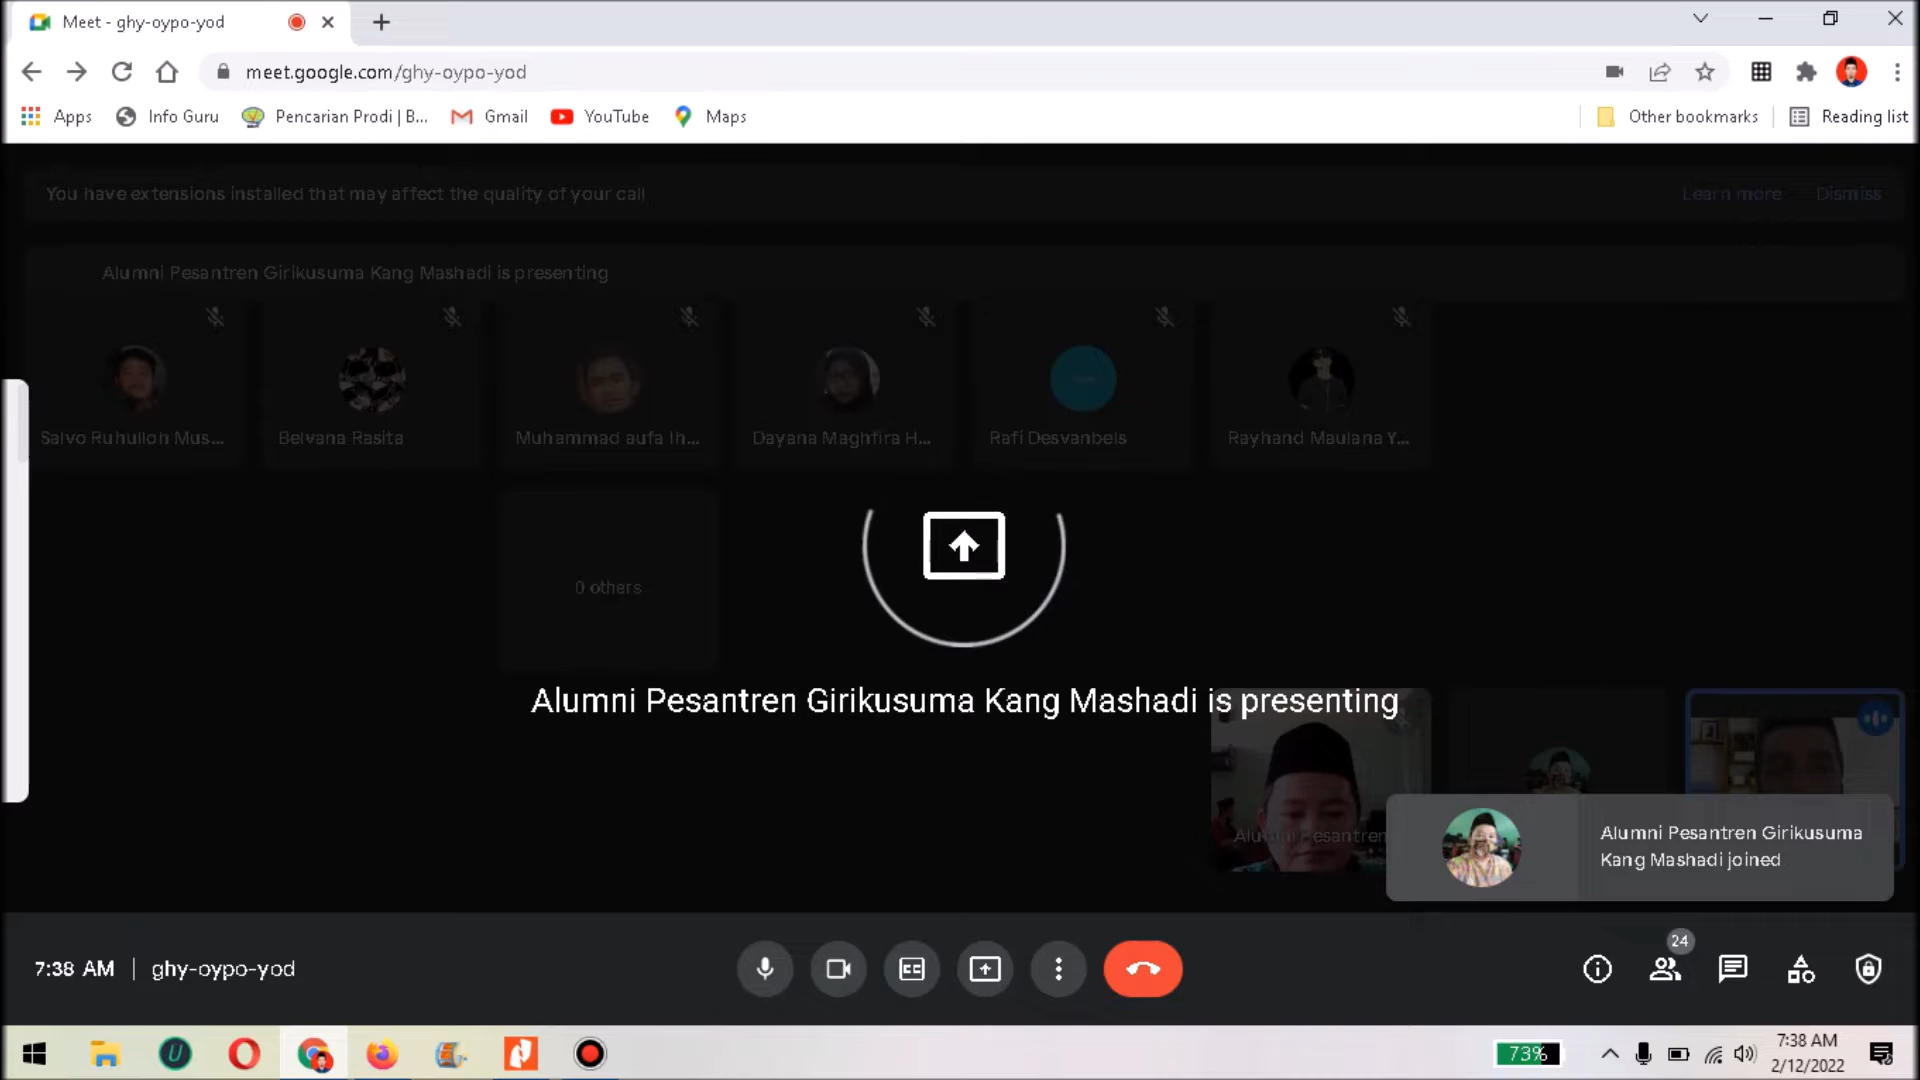 Meet - ghy-oypo-yod
meet.google.com/ghy-oypo-yod
Apps
Info Guru
Pencarian Prodi | B...
Gmail
YouTube
Maps
Other bookmarks
Reading list
You have extensions installed that may affect the quality of your call
Learn more
Dismiss
Alumni Pesantren Girikusuma Kang Mashadi is presenting
Salvo Ruhulloh Mus...
Belvana Rasita
Muhammad aufa Ih...
Dayana Maghfira H...
Rafi Desvanbels
Rayhand Maulana Y...
0 others
Alumni Pesantren Girikusuma Kang Mashadi is presenting
Alumni Pesantren
Alumni Pesantren Girikusuma
Kang Mashadi joined
7:38 AM | ghy-oypo-yod
24
73%
7:38 AM
2/12/2022